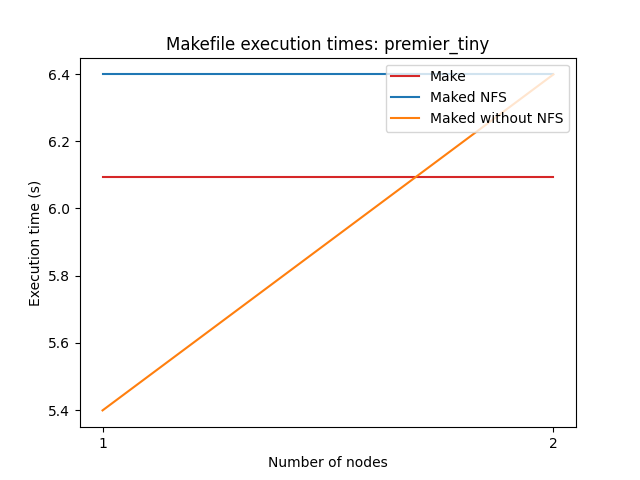 Makefile execution times: premier_tiny
6.4
6.2
6.0
5.8
5.6
5.4
Execution time (s)
Make
Maked NFS
Maked without NFS
1
2
Number of nodes